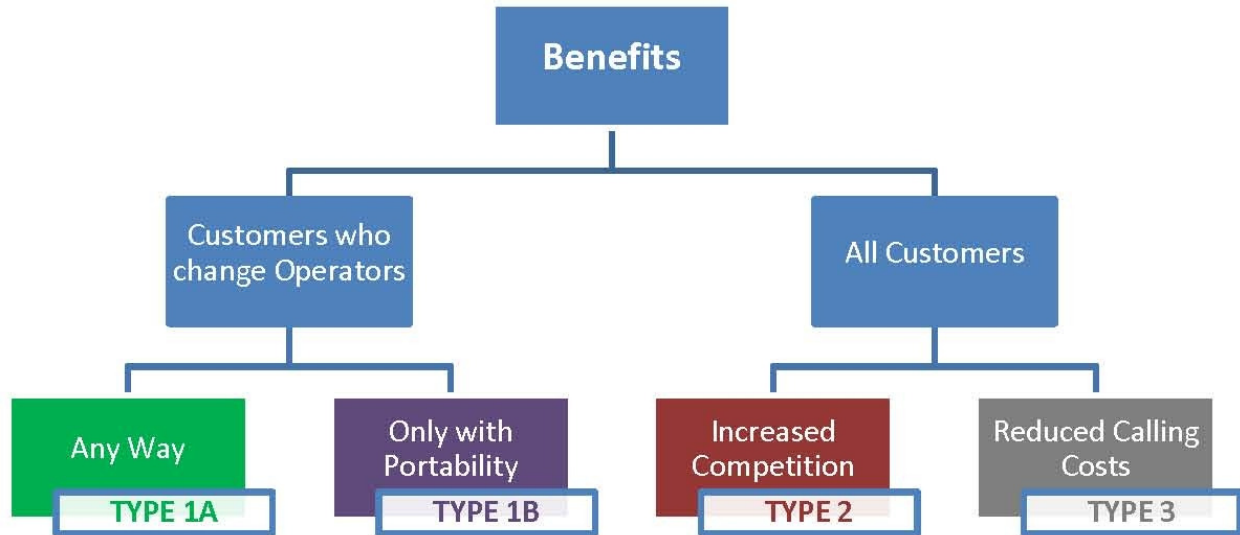 Benefits
Customers who
change Operators
All Customers
Any Way
TYPE 1A
Only with
Portability
TYPE 1B
Increased
Competition
TYPE 2
Reduced Calling
Costs
TYPE 3